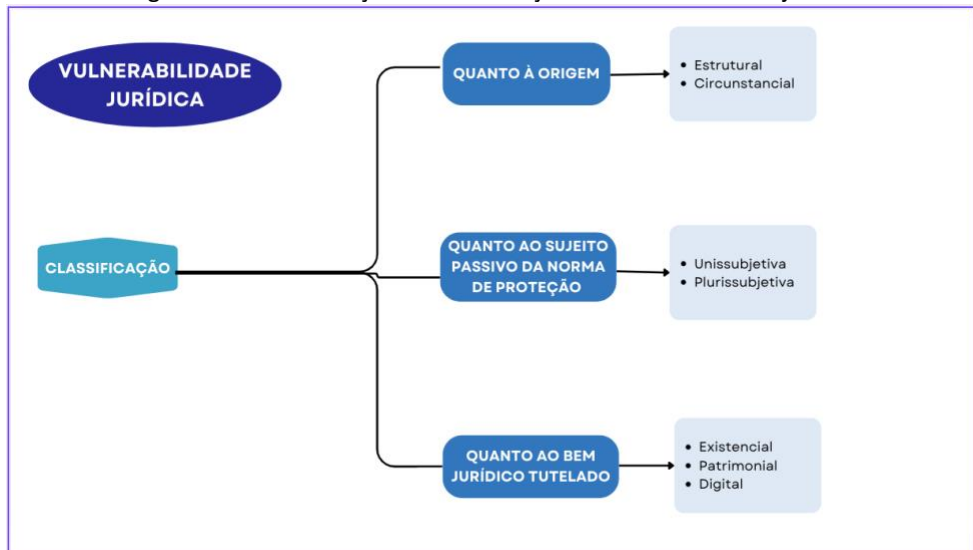 VULNERABILIDADE
JURÍDICA
QUANTO À ORIGEM
• Estrutural
• Circunstancial
CLASSIFICAÇÃO
QUANTO AO SUJEITO
PASSIVO DA NORMA
DE PROTEÇÃO
• Unissubjetiva
• Plurissubjetiva
QUANTO AO BEM
JURÍDICO TUTELADO
• Existencial
• Patrimonial
• Digital